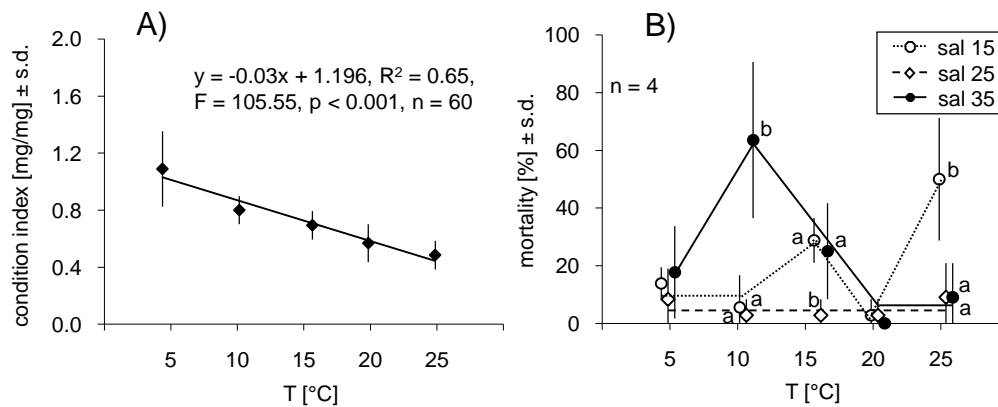 A)
y = -0.03x + 1.196, R² = 0.65,
F = 105.55, p < 0.001, n = 60
condition index [mg/mg] ± s.d.
2.0
1.6
1.2
0.8
0.4
0.0
5 10 15 20 25
T [°C]
B)
sal 15
sal 25
sal 35
n = 4
mortality [%] ± s.d.
100
80
60
40
20
0
b
b
a a
a
a b
a
a
5 10 15 20 25
T [°C]